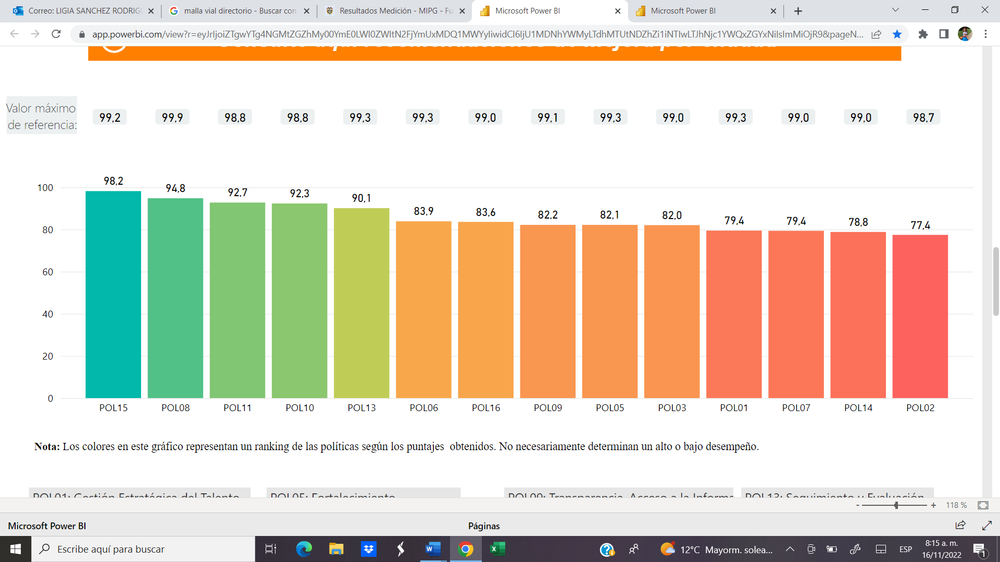 Correo: LIGIA SANCHEZ RODRIG
malla vial directorio - Buscar con
Resultados Medición - MIPG - Fu
Microsoft Power BI
Microsoft Power BI
app.powerbi.com/view?r=eyJrIjoiZTgwYTg4NGMtZGZhMy00YmE0LWI0ZWItN2FjYmUxMDQ1MWYyIiwidCI6IjU1MDNhYWMyLTdhMTUtNDZhZi1iNTIwLTJhNjc1YWQxZGYxNiIsImMiOjR9&pageN...
Valor máximo
de referencia:
99,2 99,9 98,8 98,8 99,3 99,3 99,0 99,1 99,3 99,0 99,3 99,0 99,0 98,7
98,2 94,8 92,7 92,3 90,1 83,9 83,6 82,2 82,1 82,0 79,4 79,4 78,8 77,4
100
80
60
40
20
0
POL15 POL08 POL11 POL10 POL13 POL06 POL16 POL09 POL05 POL03 POL01 POL07 POL14 POL02
Nota: Los colores en este gráfico representan un ranking de las políticas según los puntajes obtenidos. No necesariamente determinan un alto o bajo desempeño.
POL01: Gestión Estratégica del Talento
POL05: Fortalecimiento
POL09: Transparencia, Acceso a la Informa
POL13: Seguimiento y Evaluación
- + 118 %
Microsoft Power BI
Páginas
Escribe aquí para buscar
12°C Mayorm. solea...
ESP
8:15 a. m.
16/11/2022
1